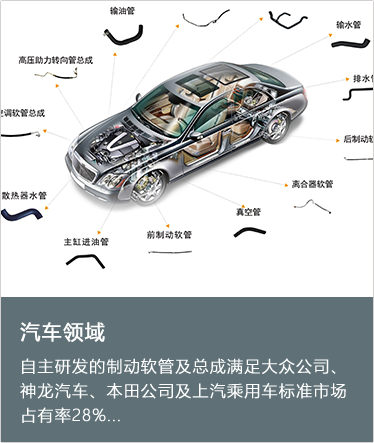 输油管
输水管
高压助力转向管总成
排水管
空调软管总成
后制动软
离合器软管
散热器水管
真空管
主缸进油管
前制动软管
汽车领域
自主研发的制动软管及总成满足大众公司、
神龙汽车、本田公司及上汽乘用车标准市场
占有率28%...